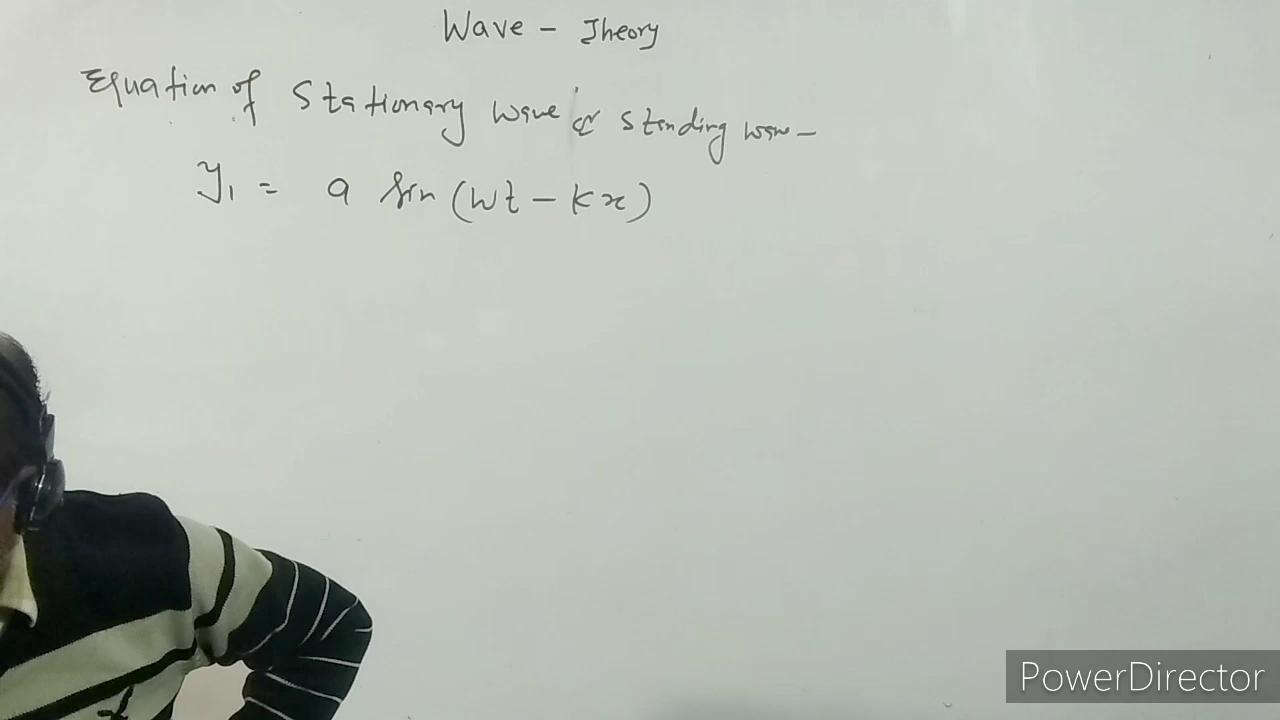 Wave - Theory
Equation of Stationary wave or standing wave -
y₁ = a sin (wt - kx)
PowerDirector